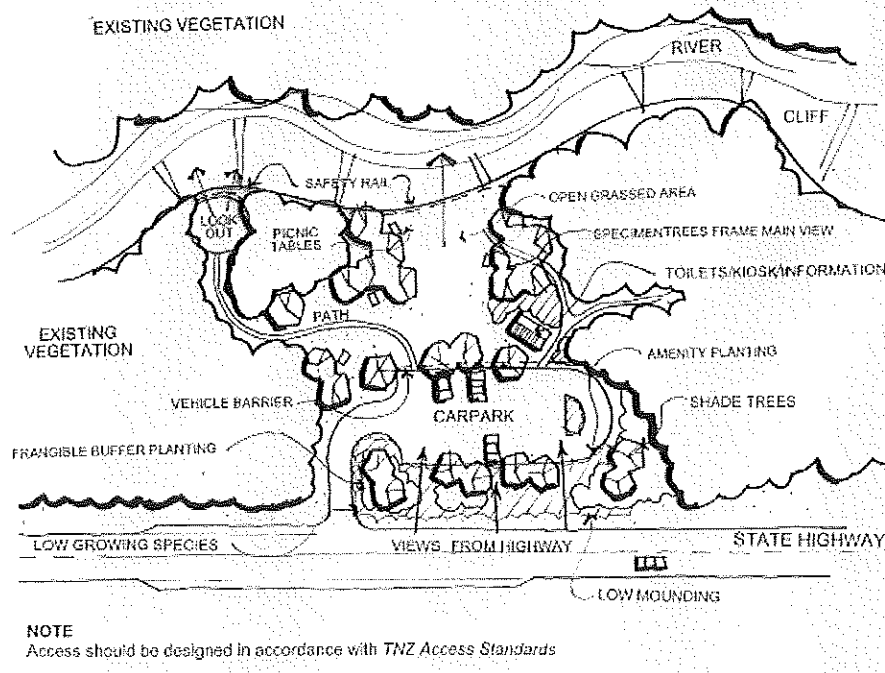 EXISTING VEGETATION
RIVER
CLIFF
SAFETY RAIL
OPEN GRASSED AREA
LOOK
OUT
PICNIC
TABLES
SPECIMEN TREES FRAME MAIN VIEW
TOILETS/KIOSK/INFORMATION
PATH
EXISTING
VEGETATION
AMENITY PLANTING
VEHICLE BARRIER
CARPARK
SHADE TREES
FRANGIBLE BUFFER PLANTING
LOW GROWING SPECIES
VIEWS FROM HIGHWAY
STATE HIGHWAY
LOW MOUNDING
NOTE
Access should be designed in accordance with TNZ Access Standards